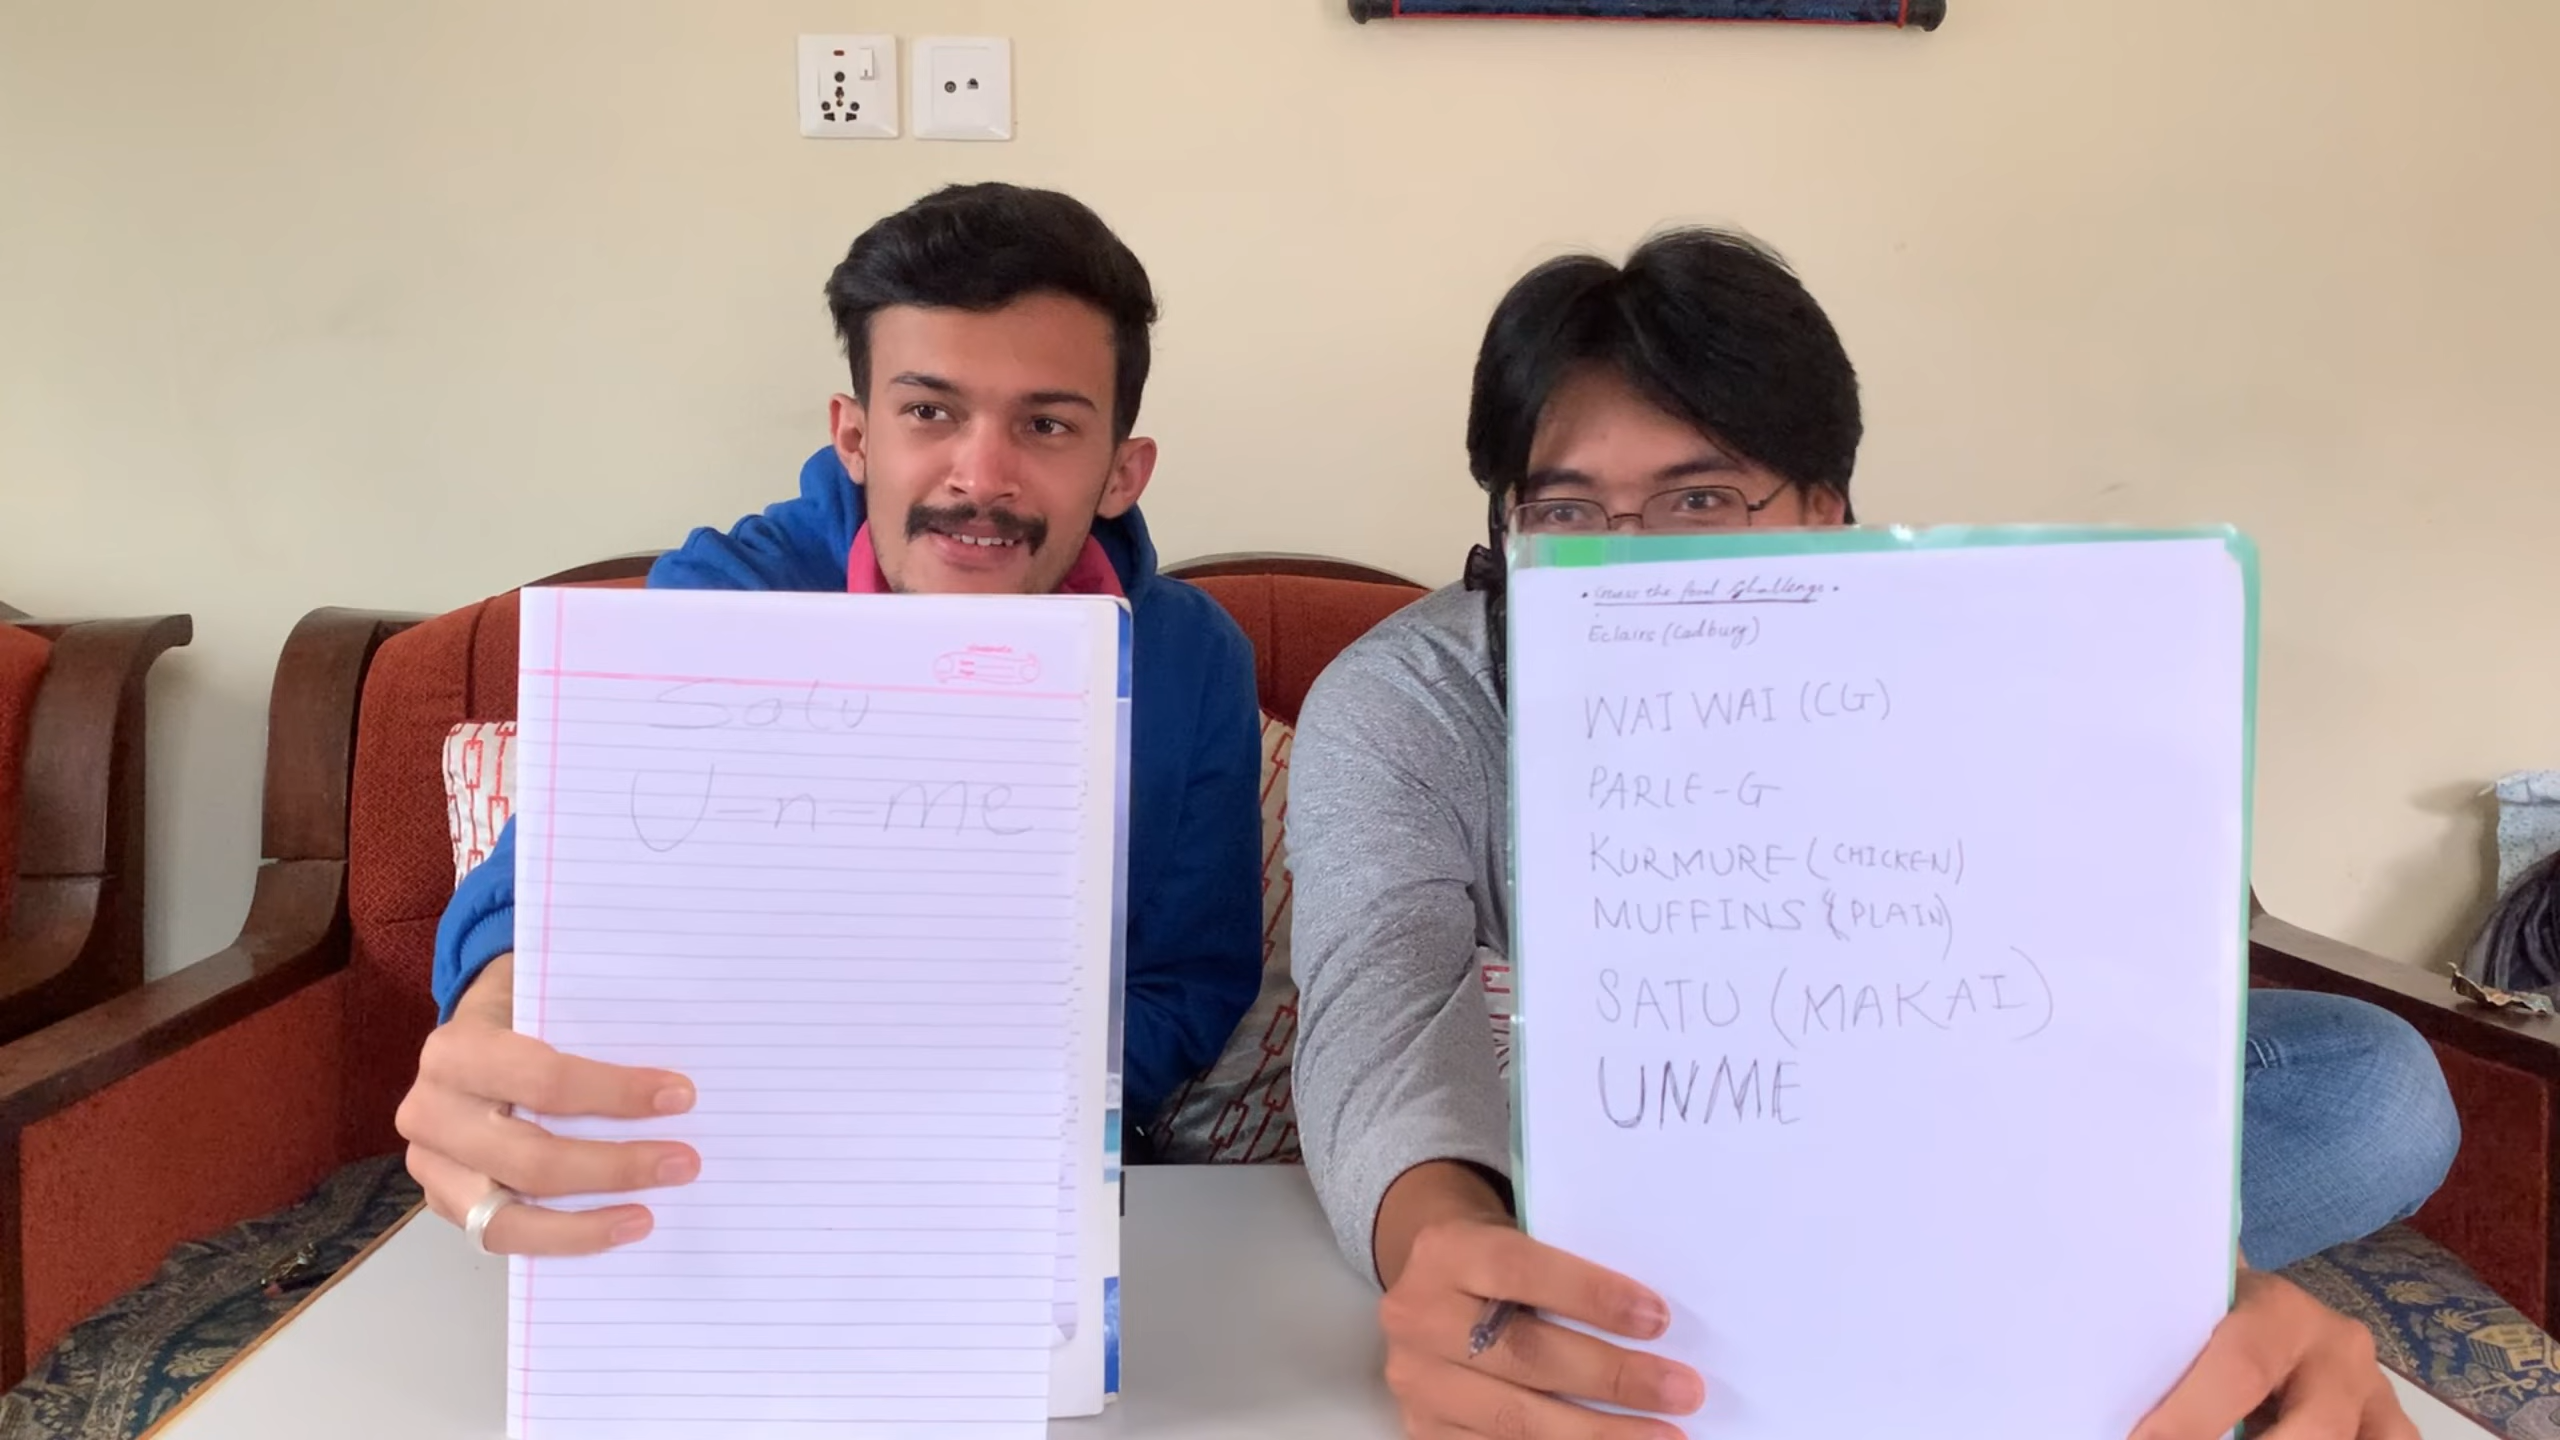 Satu
U=n=me
• Guess the food Challenge •
Eclairs (Cadbury)
WAI WAI (CG)
PARLE-G
KURMURE (CHICKEN)
MUFFINS (PLAIN)
SATU (MAKAI)
UNME